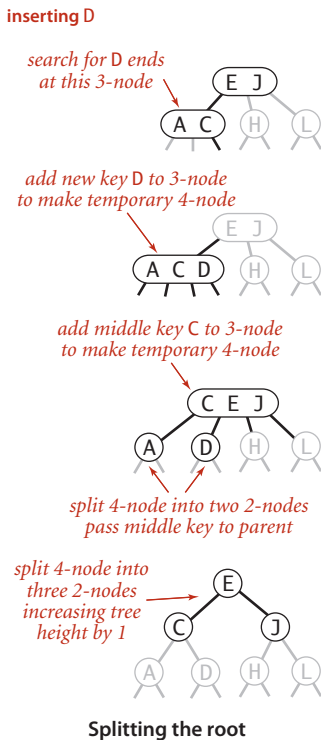 inserting D
search for D ends
at this 3-node
E J
A C H L
add new key D to 3-node
to make temporary 4-node
E J
A C D H L
add middle key C to 3-node
to make temporary 4-node
C E J
A D H L
split 4-node into two 2-nodes
pass middle key to parent
split 4-node into
three 2-nodes
increasing tree
height by 1
E
C J
A D H L
Splitting the root